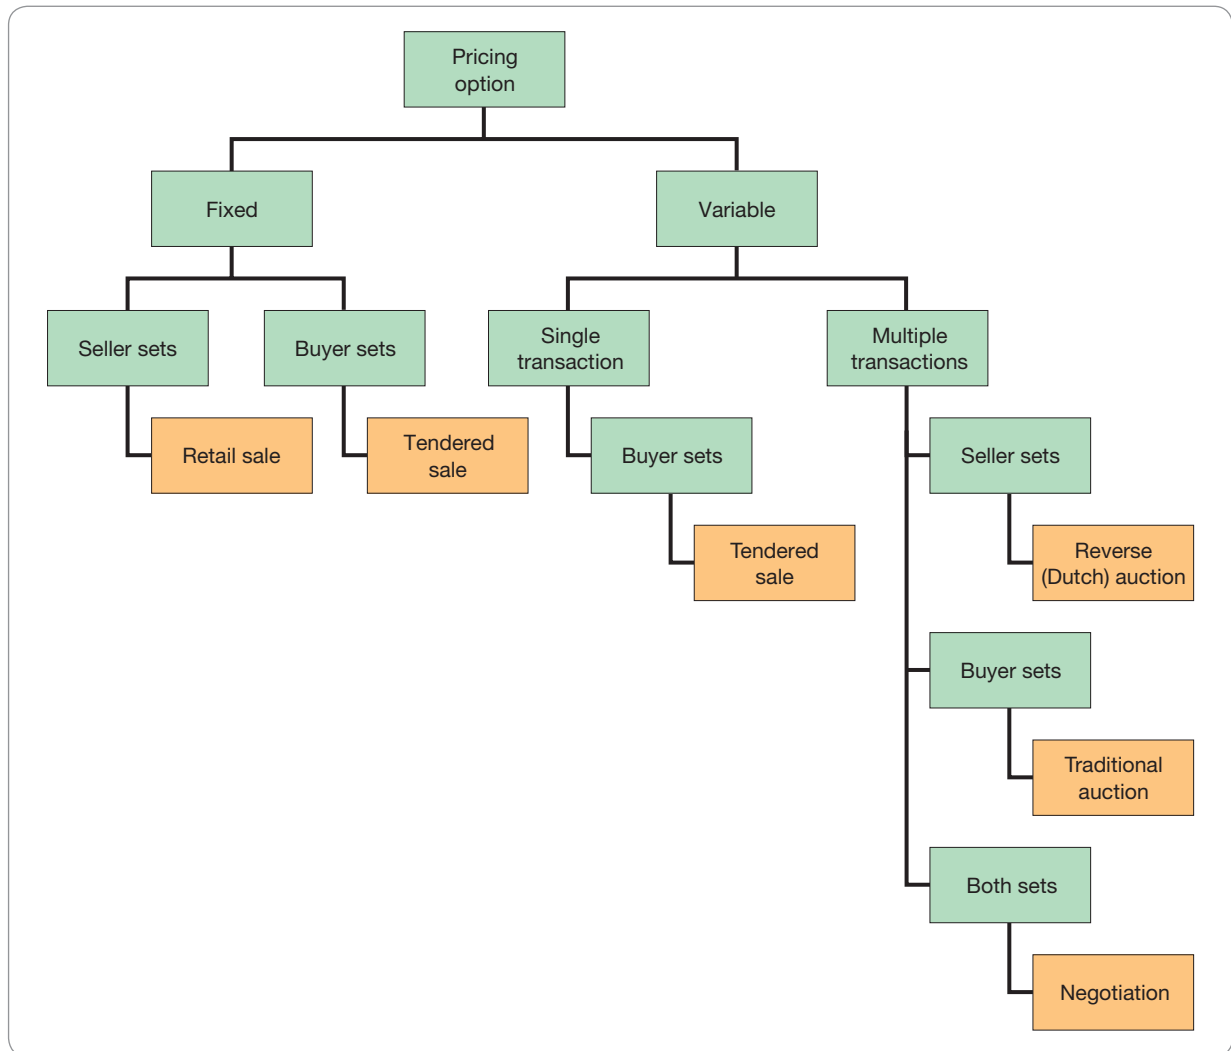 Pricing
option
Fixed
Variable
Seller sets
Buyer sets
Single
transaction
Multiple
transactions
Retail sale
Tendered
sale
Buyer sets
Seller sets
Tendered
sale
Reverse
(Dutch) auction
Buyer sets
Traditional
auction
Both sets
Negotiation